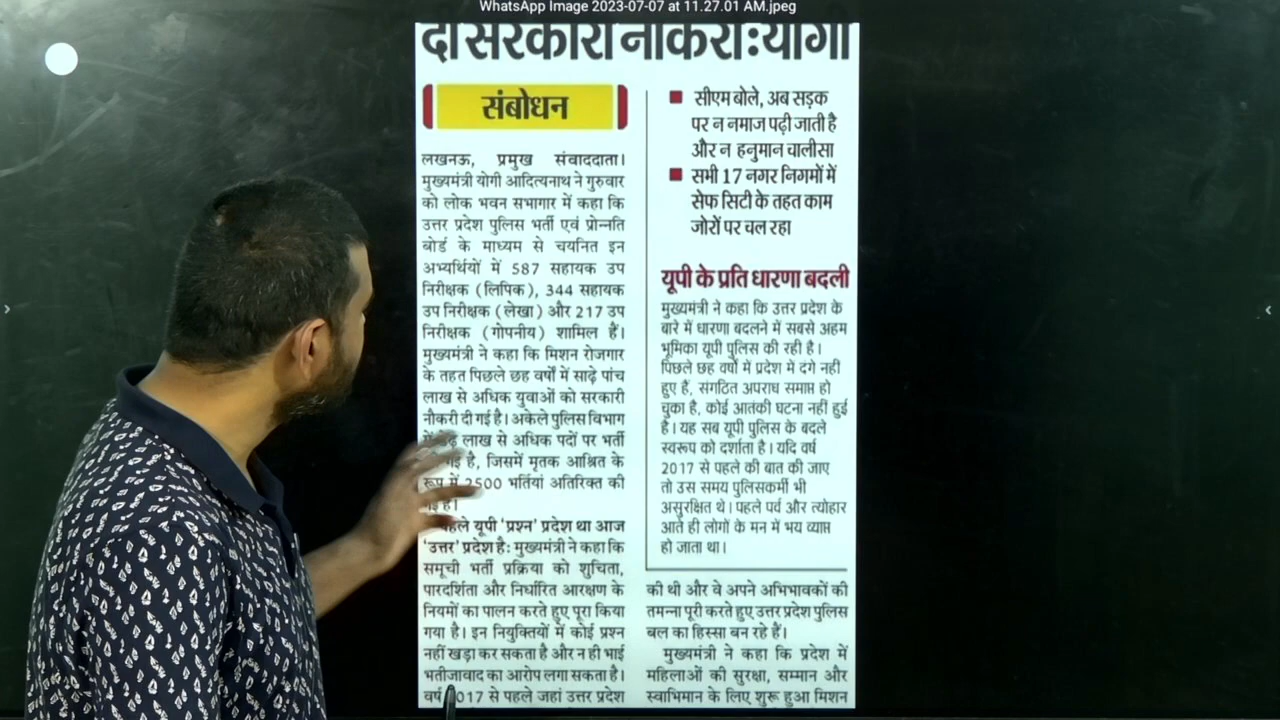 WhatsApp Image 2023-07-07 at 11.27.01 AM.jpeg
दी सरकारी नौकरी: योगी
संबोधन
लखनऊ, प्रमुख संवाददाता।
मुख्यमंत्री योगी आदित्यनाथ ने गुरुवार
को लोक भवन सभागार में कहा कि
उत्तर प्रदेश पुलिस भर्ती एवं प्रोन्नति
बोर्ड के माध्यम से चयनित इन
अभ्यर्थियों में 587 सहायक उप
निरीक्षक (लिपिक), 344 सहायक
उप निरीक्षक (लेखा) और 217 उप
निरीक्षक (गोपनीय) शामिल हैं।
मुख्यमंत्री ने कहा कि मिशन रोजगार
के तहत पिछले छह वर्षों में साढ़े पांच
लाख से अधिक युवाओं को सरकारी
नौकरी दी गई है। अकेले पुलिस विभाग
में डेढ़ लाख से अधिक पदों पर भर्ती
गई है, जिसमें मृतक आश्रित के
रूप में 2500 भर्तियां अतिरिक्त की
गई हैं।
पहले यूपी ‘प्रश्न’ प्रदेश था आज
‘उत्तर’ प्रदेश है: मुख्यमंत्री ने कहा कि
समूची भर्ती प्रक्रिया को शुचिता,
पारदर्शिता और निर्धारित आरक्षण के
नियमों का पालन करते हुए पूरा किया
गया है। इन नियुक्तियों में कोई प्रश्न
नहीं खड़ा कर सकता है और न ही भाई
भतीजावाद का आरोप लगा सकता है।
वर्ष 2017 से पहले जहां उत्तर प्रदेश
सीएम बोले, अब सड़क
पर न नमाज पढ़ी जाती है
और न हनुमान चालीसा
सभी 17 नगर निगमों में
सेफ सिटी के तहत काम
जोरों पर चल रहा
यूपी के प्रति धारणा बदली
मुख्यमंत्री ने कहा कि उत्तर प्रदेश के
बारे में धारणा बदलने में सबसे अहम
भूमिका यूपी पुलिस की रही है।
पिछले छह वर्षों में प्रदेश में दंगे नहीं
हुए हैं, संगठित अपराध समाप्त हो
चुका है, कोई आतंकी घटना नहीं हुई
है। यह सब यूपी पुलिस के बदले
स्वरूप को दर्शाता है। यदि वर्ष
2017 से पहले की बात की जाए
तो उस समय पुलिसकर्मी भी
असुरक्षित थे। पहले पर्व और त्योहार
आते ही लोगों के मन में भय व्याप्त
हो जाता था।
की थी और वे अपने अभिभावकों की
तमन्ना पूरी करते हुए उत्तर प्रदेश पुलिस
बल का हिस्सा बन रहे हैं।
मुख्यमंत्री ने कहा कि प्रदेश में
महिलाओं की सुरक्षा, सम्मान और
स्वाभिमान के लिए शुरू हुआ मिशन